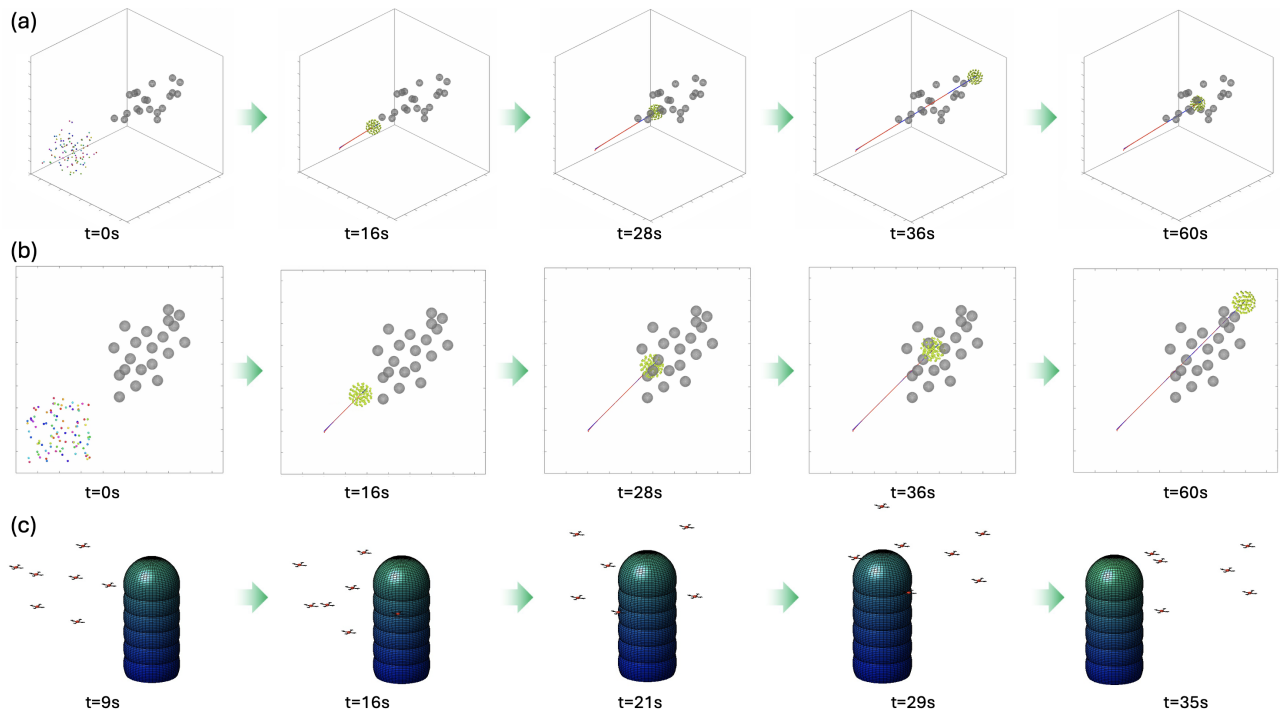 (a)
t=0s t=16s t=28s t=36s t=60s
(b)
t=0s t=16s t=28s t=36s t=60s
(c)
t=9s t=16s t=21s t=29s t=35s